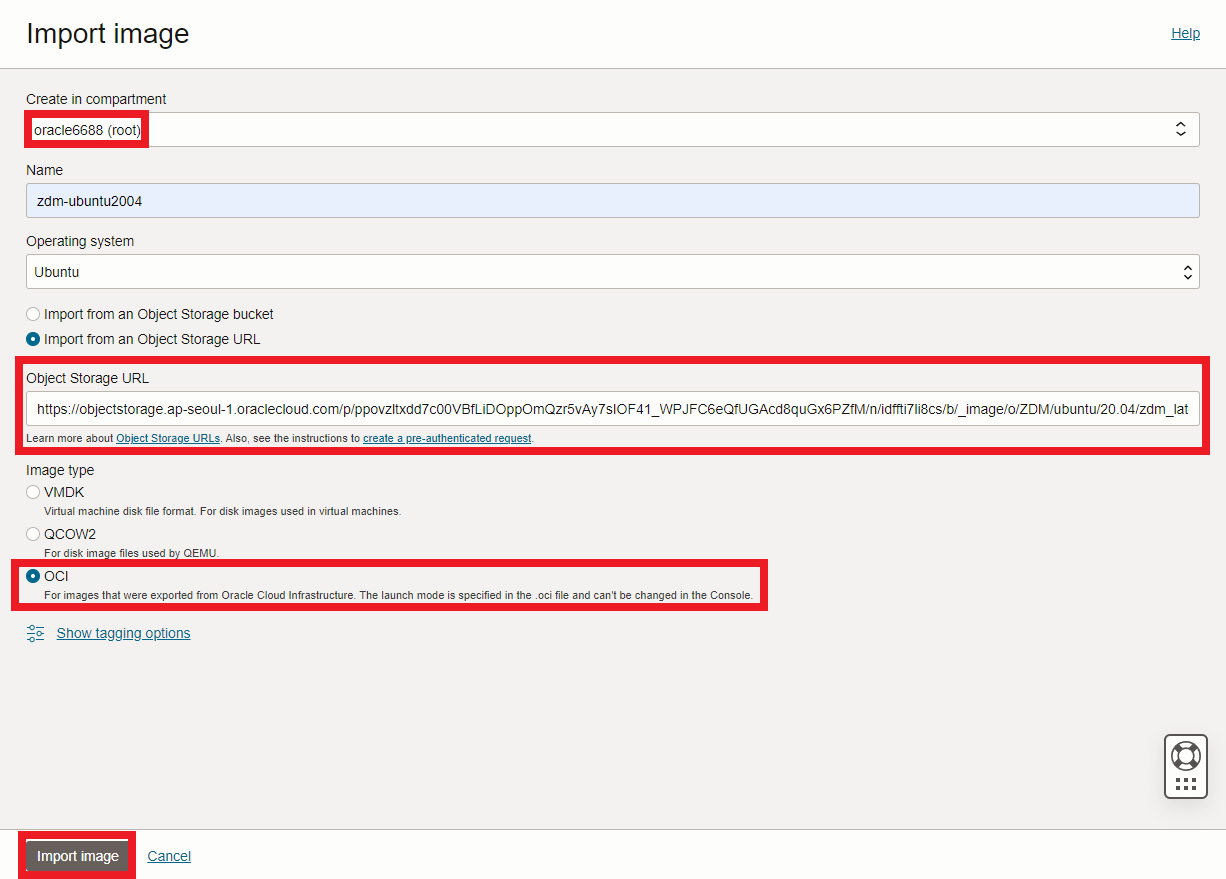 Import image
Help
Create in compartment
oracle6688 (root)
Name
zdm-ubuntu2004
Operating system
Ubuntu
Import from an Object Storage bucket
Import from an Object Storage URL
Object Storage URL
https://objectstorage.ap-seoul-1.oraclecloud.com/p/ppovzltxdd7c00VBfLiDOppOmQzr5vAy7sIOF41_WPJFC6eQfUGAcd8quGx6PZfM/n/idffti7li8cs/b/_image/o/ZDM/ubuntu/20.04/zdm_lat
Learn more about Object Storage URLs. Also, see the instructions to create a pre-authenticated request.
Image type
VMDK
Virtual machine disk file format. For disk images used in virtual machines.
QCOW2
For disk image files used by QEMU.
OCI
For images that were exported from Oracle Cloud Infrastructure. The launch mode is specified in the .oci file and can't be changed in the Console.
Show tagging options
Import image
Cancel